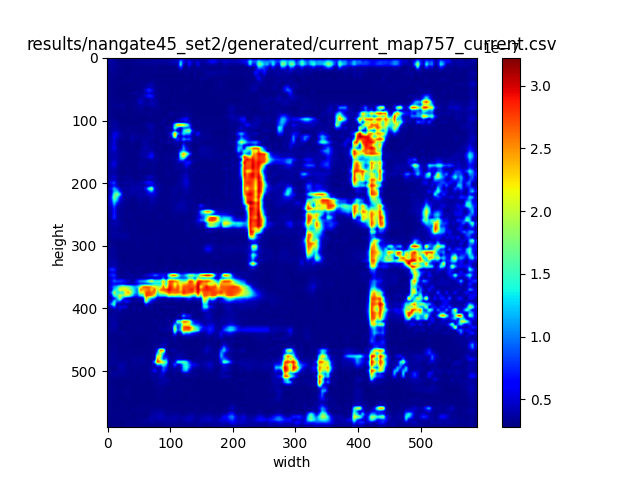 results/nangate45_set2/generated/current_map757_current.csv
1e−7
0
100
200
300
400
500
height
0 100 200 300 400 500
width
3.0
2.5
2.0
1.5
1.0
0.5